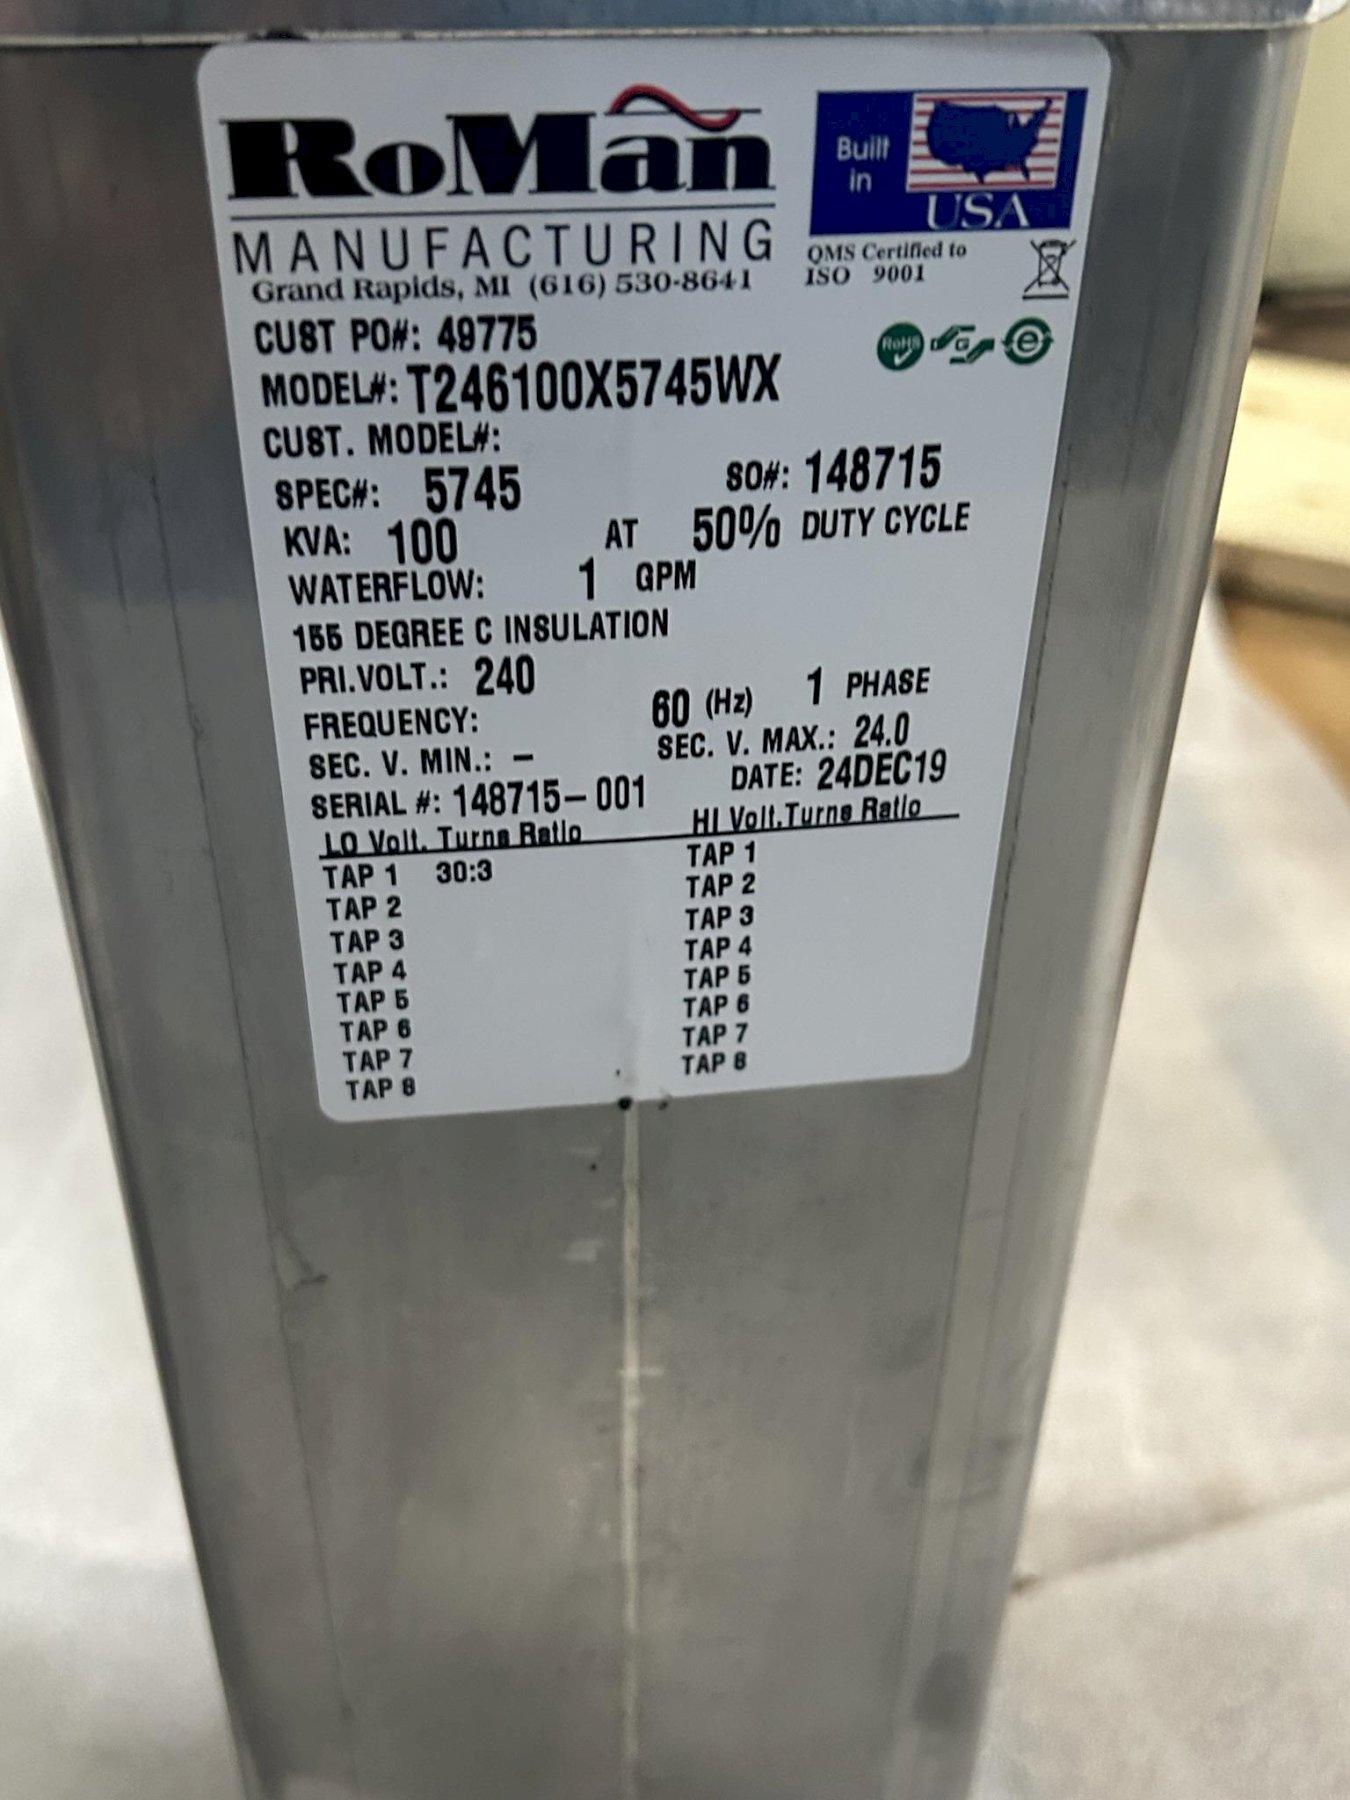 RoMan
MANUFACTURING
Grand Rapids, MI (616) 530-8641
Built
in
USA
QMS Certified to
ISO 9001
RoHS
G
e
CUST PO#: 49775
MODEL#: T246100X5745WX
CUST. MODEL#:
SPEC#: 5745 SO#: 148715
KVA: 100 AT 50% DUTY CYCLE
WATERFLOW: 1 GPM
155 DEGREE C INSULATION
PRI.VOLT.: 240
FREQUENCY: 60 (Hz) 1 PHASE
SEC. V. MIN.: – SEC. V. MAX.: 24.0
SERIAL #: 148715–001 DATE: 24DEC19
LO Volt. Turns Ratio HI Volt.Turns Ratio
TAP 1 30:3 TAP 1
TAP 2 TAP 2
TAP 3 TAP 3
TAP 4 TAP 4
TAP 5 TAP 5
TAP 6 TAP 6
TAP 7 TAP 7
TAP 8 TAP 8